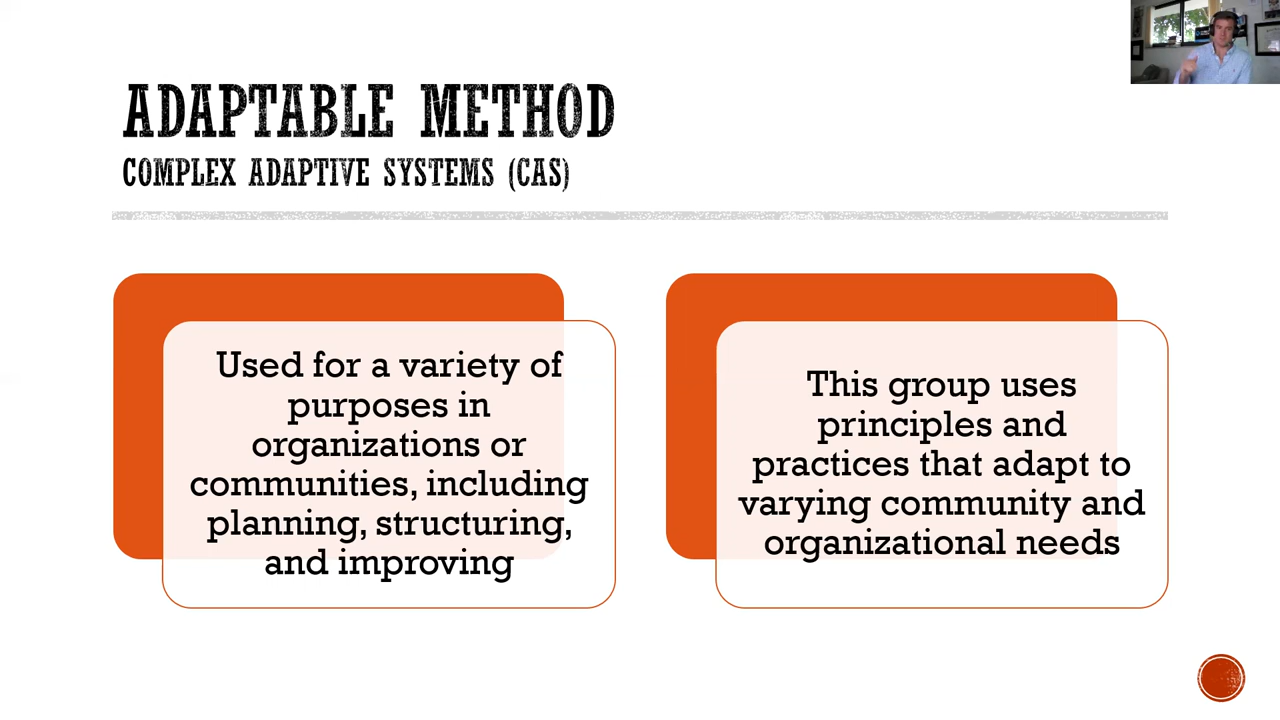 ADAPTABLE METHOD
COMPLEX ADAPTIVE SYSTEMS (CAS)
Used for a variety of
purposes in
organizations or
communities, including
planning, structuring,
and improving
This group uses
principles and
practices that adapt to
varying community and
organizational needs